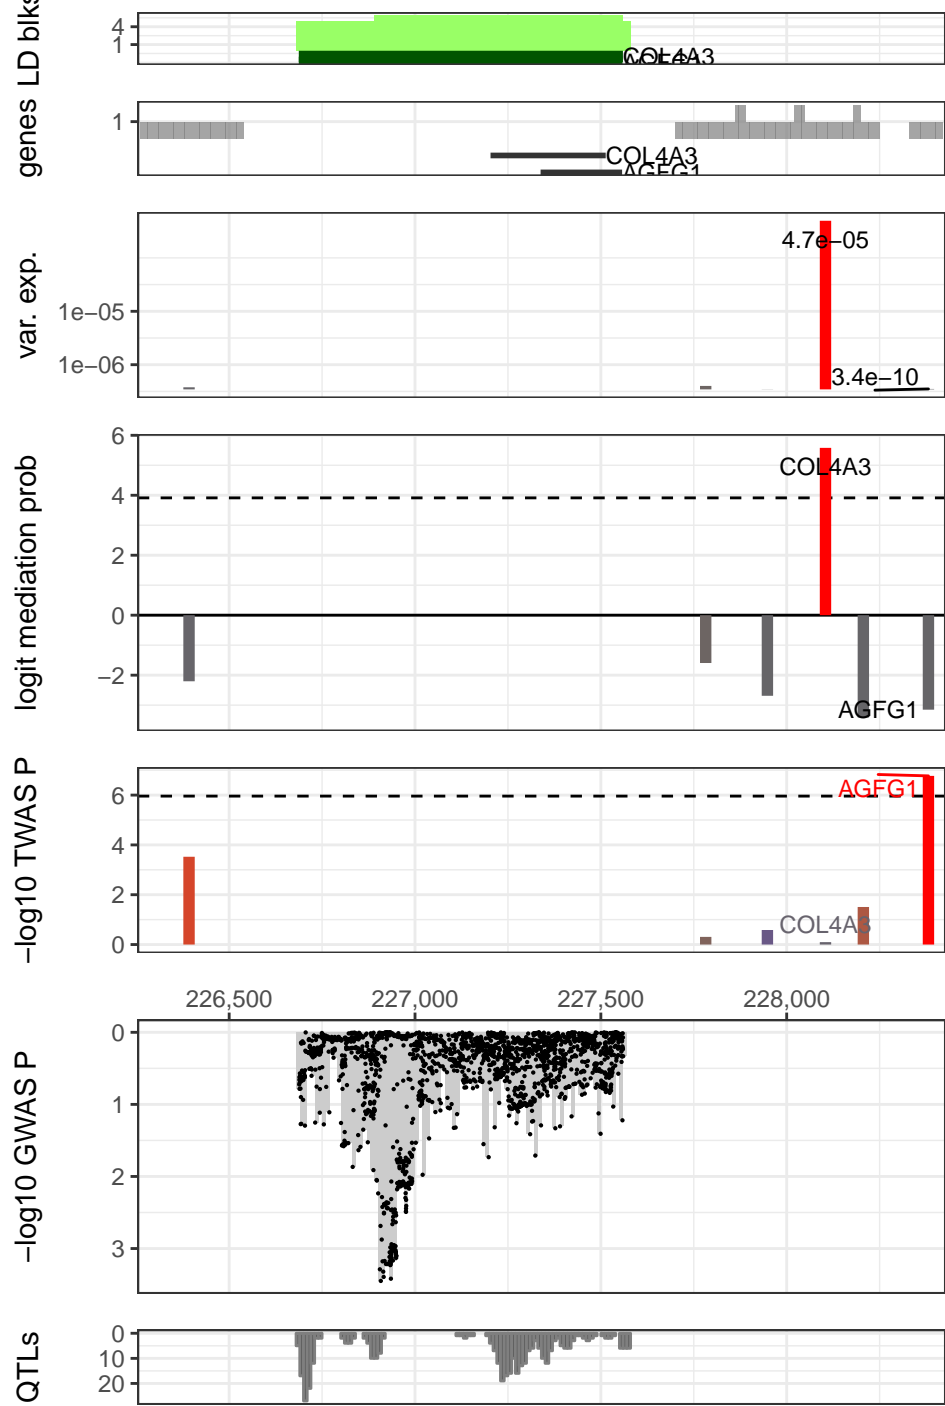 LD blks
4
1
COL4A3
AGFG1
genes
1
COL4A3
AGFG1
var. exp.
1e−05
1e−06
4.7e−05
3.4e−10
logit mediation prob
6
4
2
0
−2
COL4A3
AGFG1
−log10 TWAS P
6
4
2
0
AGFG1
COL4A3
226,500 227,000 227,500 228,000
−log10 GWAS P
0
1
2
3
QTLs
0
10
20